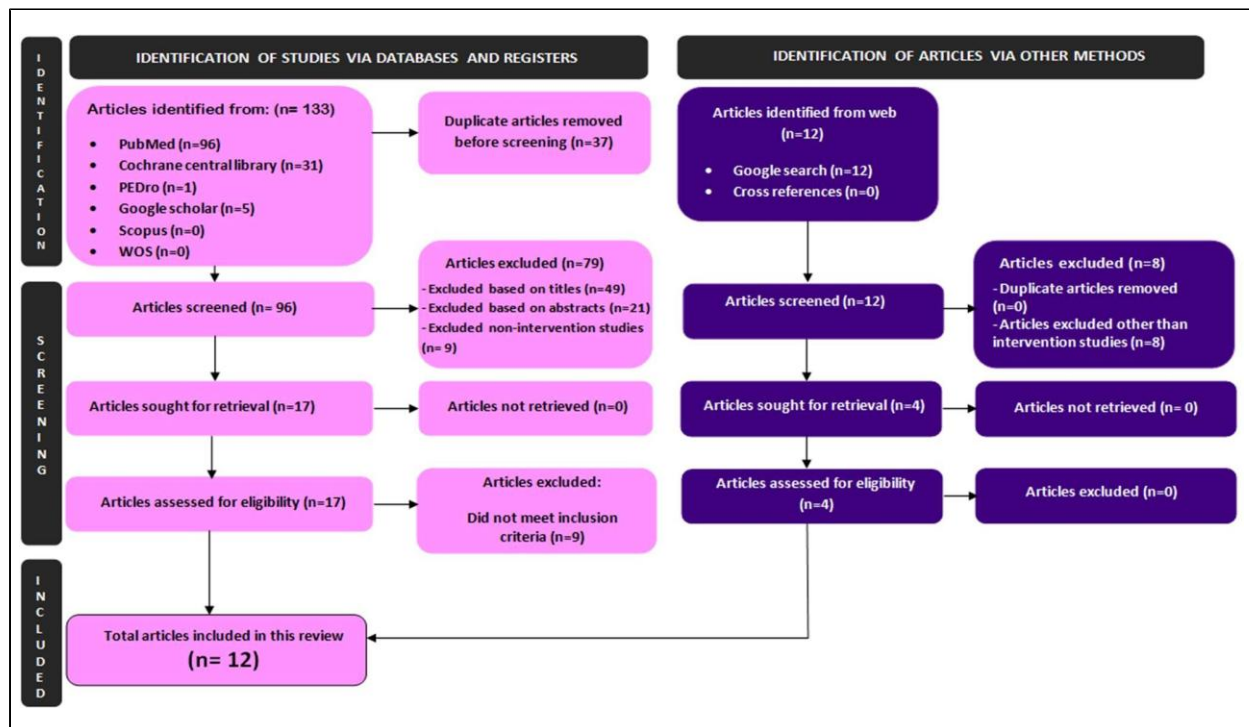 IDENTIFICATION
IDENTIFICATION OF STUDIES VIA DATABASES AND REGISTERS
Articles identified from: (n= 133)
• PubMed (n=96)
• Cochrane central library (n=31)
• PEDro (n=1)
• Google scholar (n=5)
• Scopus (n=0)
• WOS (n=0)
Duplicate articles removed
before screening (n=37)
IDENTIFICATION OF ARTICLES VIA OTHER METHODS
Articles identified from web
(n=12)
• Google search (n=12)
• Cross references (n=0)
SCREENING
Articles screened (n= 96)
Articles excluded (n=79)
- Excluded based on titles (n=49)
- Excluded based on abstracts (n=21)
- Excluded non-intervention studies
(n= 9)
Articles screened (n=12)
Articles excluded (n=8)
- Duplicate articles removed
(n=0)
- Articles excluded other than
intervention studies (n=8)
Articles sought for retrieval (n=17)
Articles not retrieved (n=0)
Articles sought for retrieval (n=4)
Articles not retrieved (n= 0)
Articles assessed for eligibility (n=17)
Articles excluded:
Did not meet inclusion
criteria (n=9)
Articles assessed for eligibility
(n=4)
Articles excluded (n=0)
INCLUDED
Total articles included in this review
(n= 12)